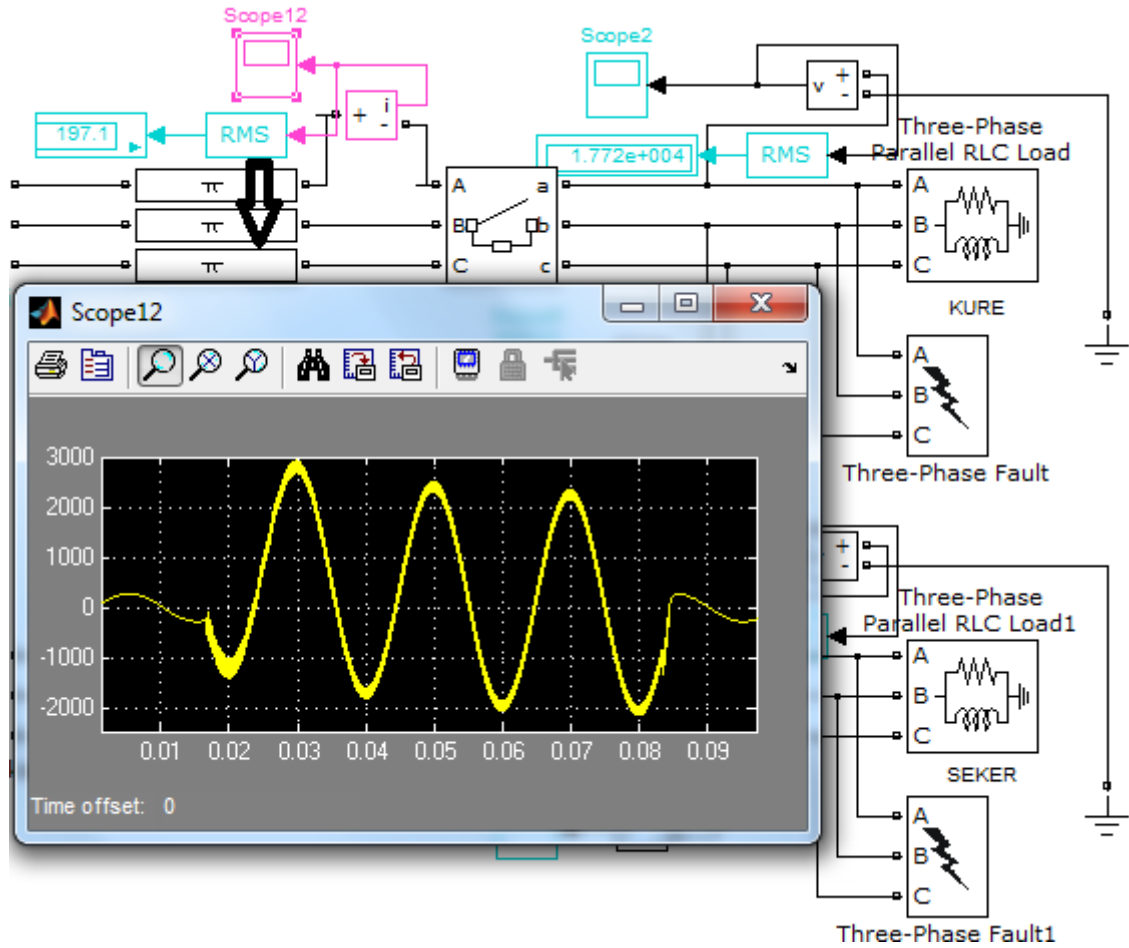 Scope12
Scope2
i
+
-
v
+
-
197.1
RMS
1.772e+004
RMS
Three-Phase
Parallel RLC Load
π
π
π
A
B
C
a
b
c
A
B
C
KURE
Scope12
A
B
C
Three-Phase Fault
3000
2000
1000
0
-1000
-2000
0.01
0.02
0.03
0.04
0.05
0.06
0.07
0.08
0.09
Time offset: 0
+
-
Three-Phase
Parallel RLC Load1
A
B
C
SEKER
A
B
C
Three-Phase Fault1